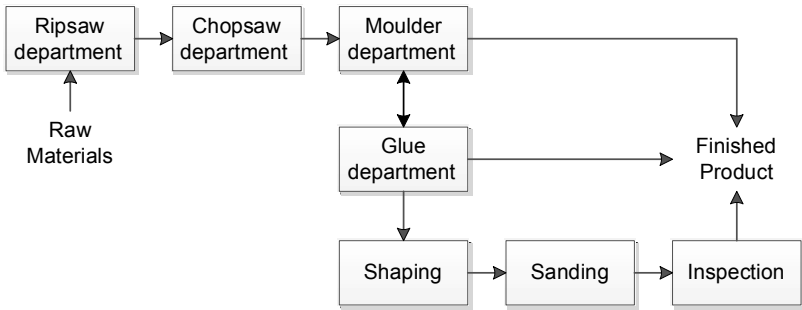 Ripsaw
department
Chopsaw
department
Moulder
department
Raw
Materials
Glue
department
Finished
Product
Shaping
Sanding
Inspection